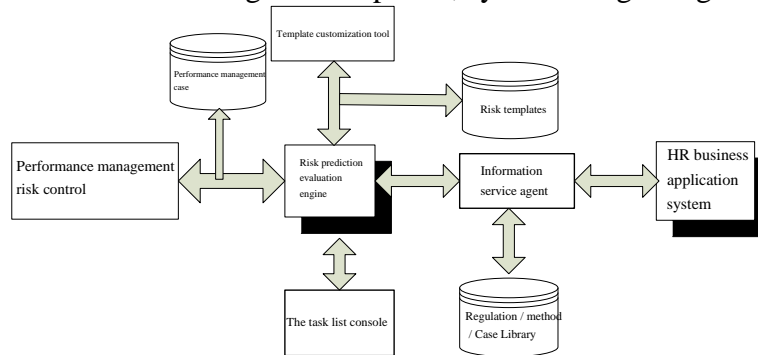 Template customization tool
Performance management
case
Risk templates
Performance management
risk control
Risk prediction
evaluation
engine
Information
service agent
HR business
application
system
The task list console
Regulation / method
/ Case Library